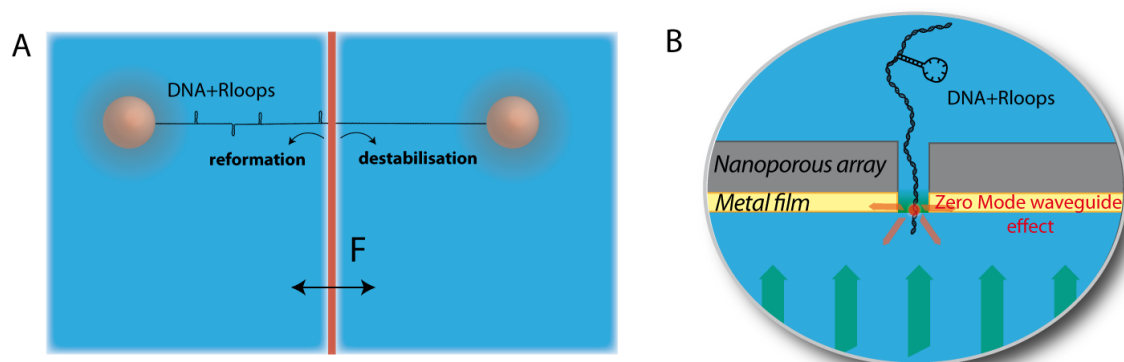 A
DNA+Rloops
reformation
destabilisation
F
B
DNA+Rloops
Nanoporous array
Metal film
Zero Mode waveguide
effect